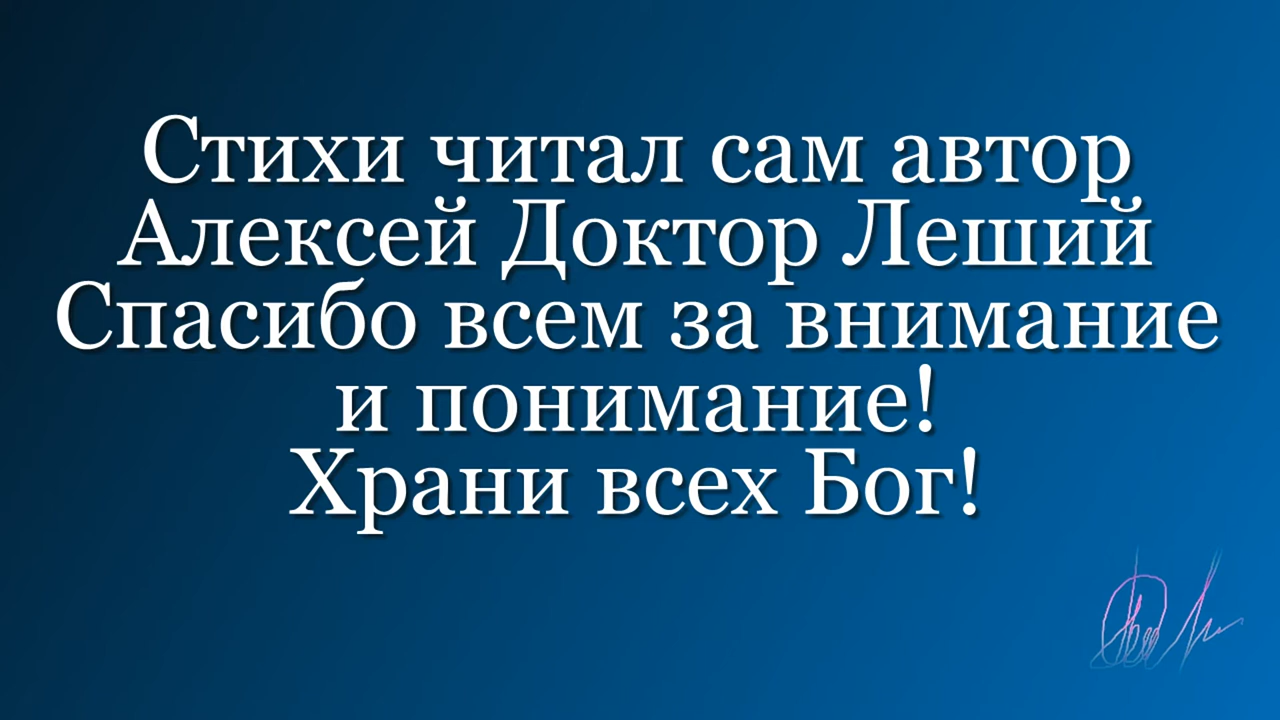 Стихи читал сам автор
Алексей Доктор Леший
Спасибо всем за внимание
и понимание!
Храни всех Бог!